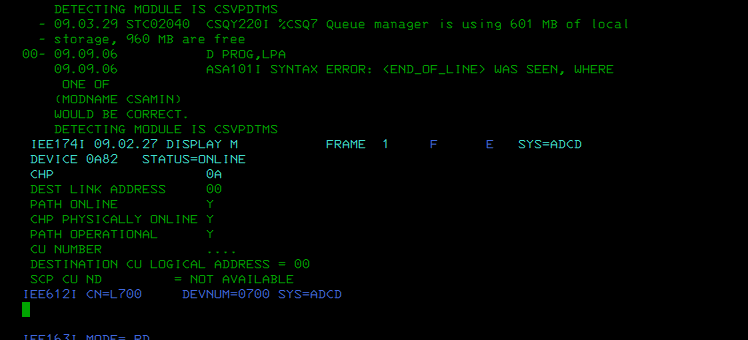 DETECTING MODULE IS CSVPDTMS
- 09.03.29 STC02040 CSQY220I %CSQ7 Queue manager is using 601 MB of local
- storage, 960 MB are free
00- 09.09.06 D PROG,LPA
09.09.06 ASA101I SYNTAX ERROR: <END_OF_LINE> WAS SEEN, WHERE
ONE OF
(MODNAME CSAMIN)
WOULD BE CORRECT.
DETECTING MODULE IS CSVPDTMS
IEE174I 09.02.27 DISPLAY M FRAME 1 F E SYS=ADCD
DEVICE 0A82 STATUS=ONLINE
CHP 0A
DEST LINK ADDRESS 00
PATH ONLINE Y
CHP PHYSICALLY ONLINE Y
PATH OPERATIONAL Y
CU NUMBER ....
DESTINATION CU LOGICAL ADDRESS = 00
SCP CU ND = NOT AVAILABLE
IEE612I CN=L700 DEVNUM=0700 SYS=ADCD
IEE163I MODE= RD